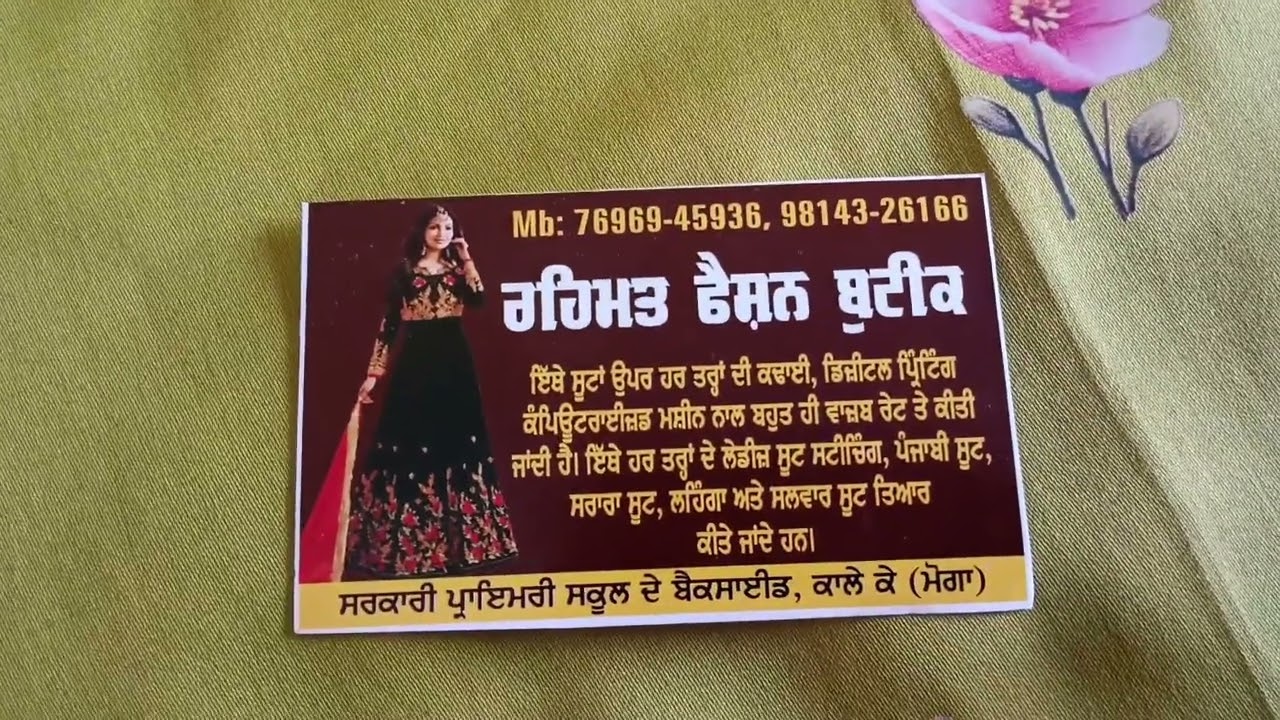 Mb: 76969-45936, 98143-26166
ਰਹਿਮਤ ਫੈਸ਼ਨ ਬੁਟੀਕ
ਇੱਥੇ ਸੂਟਾਂ ਉਪਰ ਹਰ ਤਰ੍ਹਾਂ ਦੀ ਕਢਾਈ, ਡਿਜ਼ੀਟਲ ਪ੍ਰਿੰਟਿੰਗ
ਕੰਪਿਊਟਰਾਈਜ਼ਡ ਮਸ਼ੀਨ ਨਾਲ ਬਹੁਤ ਹੀ ਵਾਜ਼ਬ ਰੇਟ ਤੇ ਕੀਤੀ
ਜਾਂਦੀ ਹੈ। ਇੱਥੇ ਹਰ ਤਰ੍ਹਾਂ ਦੇ ਲੇਡੀਜ਼ ਸੂਟ ਸਟੀਚਿੰਗ, ਪੰਜਾਬੀ ਸੂਟ,
ਸਰਾਰਾ ਸੂਟ, ਲਹਿੰਗਾ ਅਤੇ ਸਲਵਾਰ ਸੂਟ ਤਿਆਰ
ਕੀਤੇ ਜਾਂਦੇ ਹਨ।
ਸਰਕਾਰੀ ਪ੍ਰਾਇਮਰੀ ਸਕੂਲ ਦੇ ਬੈਕਸਾਈਡ, ਕਾਲੇ ਕੇ (ਮੋਗਾ)